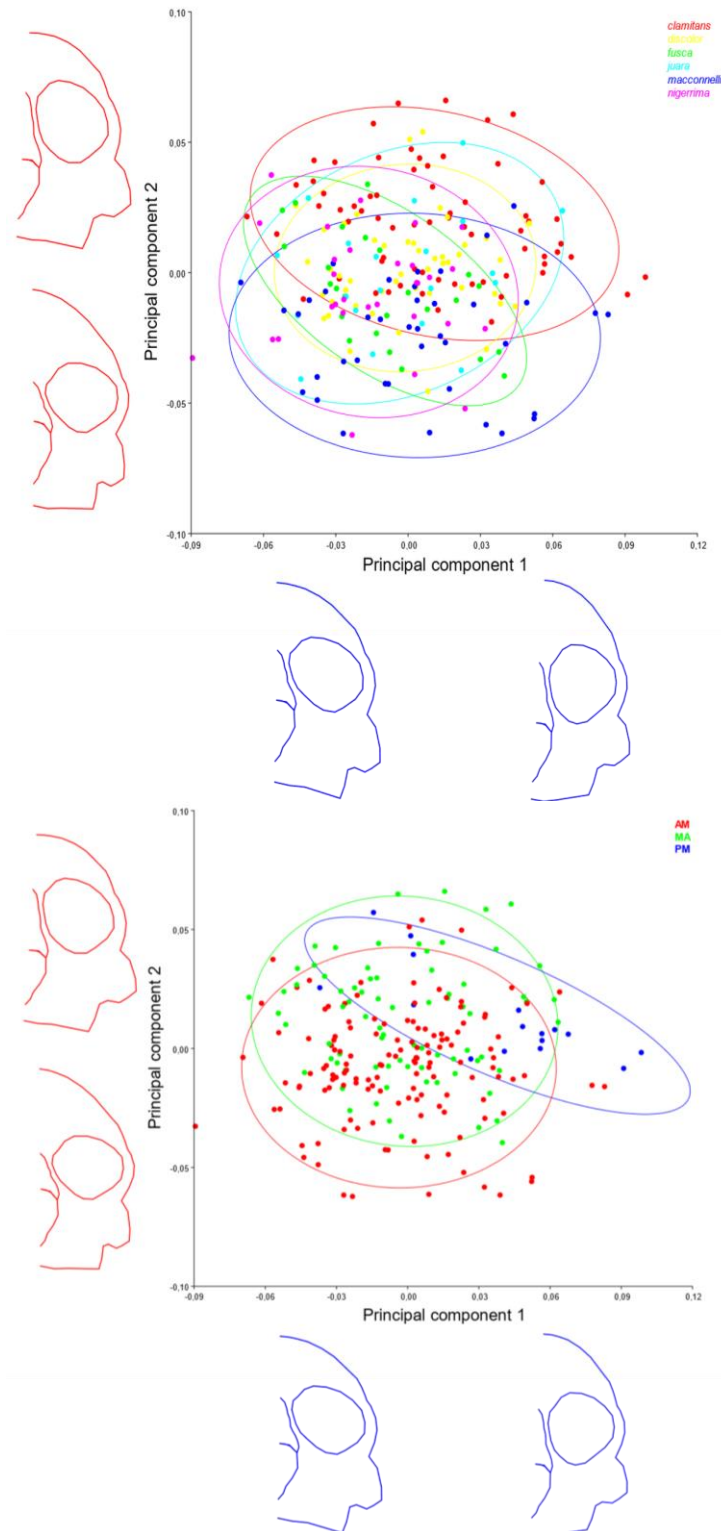 0,10
clamitans
discolor
fusca
juara
macconnelli
nigerrima
0,05
Principal component 2
0,00
-0,05
-0,10
-0,09 -0,06 -0,03 0,00 0,03 0,06 0,09 0,12
Principal component 1
0,10
AM
MA
PM
0,05
Principal component 2
0,00
-0,05
-0,10
-0,09 -0,06 -0,03 0,00 0,03 0,06 0,09 0,12
Principal component 1